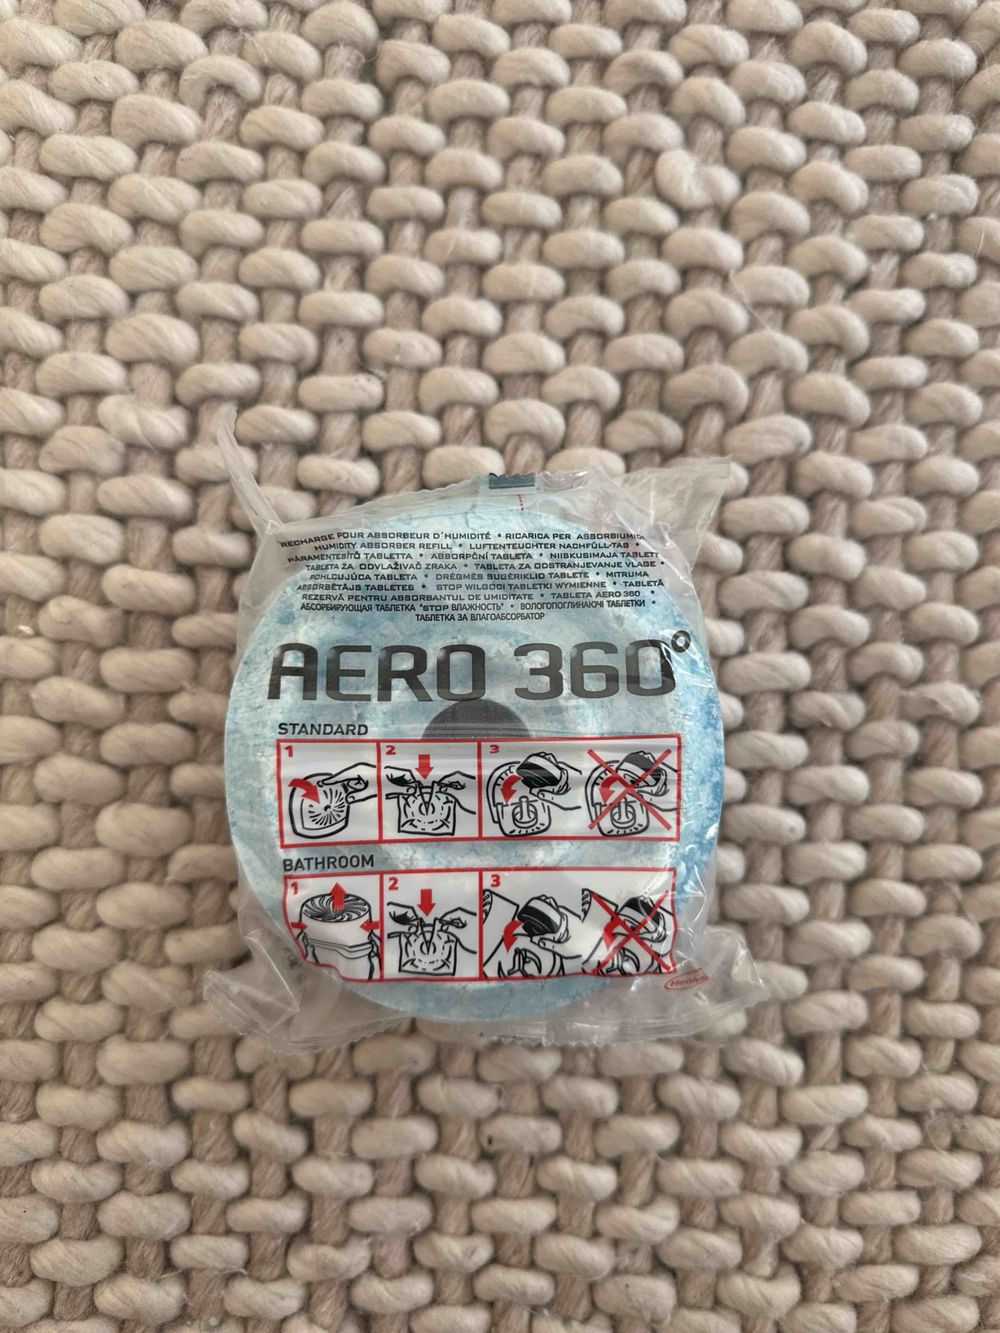 RECHARGE POUR ABSORBEUR D´HUMIDITÉ • RICARICA PER ASSORBIUMIDI
HUMIDITY ABSORBER REFILL • LUFTENTEUCHTER NACHFÜLL-TAB •
PÁRAMENTESÍTŐ TABLETTA • ABSORPČNÍ TABLETA • NIISKUSIMAJA TABLETT
TABLETA ZA ODVLAŽIVAČ ZRAKA • TABLETA ZA ODSTRANJEVANJE VLAGE •
POHLCUJÚCA TABLETA • DRĖGMĖS SUGĖRIKLIO TABLETE • MITRUMA
ABSORBĒTĀJS TABLETES • STOP WILGOCI TABLETKI WYMIENNE • TABLETĂ
REZERVĂ PENTRU ABSORBANTUL DE UMIDITATE • TABLETA AERO 360 •
АБСОРБИРУЮЩАЯ ТАБЛЕТКА "STOP ВЛАЖНОСТЬ" • ВОЛОГОПОГЛИНАЮЧІ ТАБЛЕТКИ •
ТАБЛЕТКА ЗА ВЛАГОАБСОРБАТОР
AERO 360°
STANDARD
1 2 3
BATHROOM
1 2 3